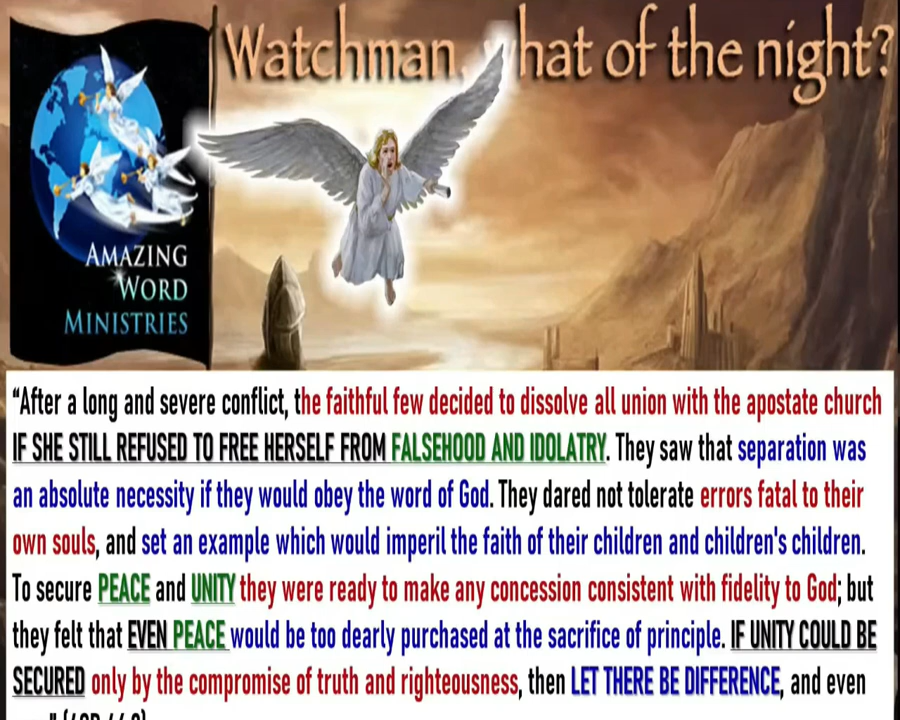 Watchman, hat of the night?
AMAZING
WORD
MINISTRIES
“After a long and severe conflict, the faithful few decided to dissolve all union with the apostate church
IF SHE STILL REFUSED TO FREE HERSELF FROM FALSEHOOD AND IDOLATRY. They saw that separation was
an absolute necessity if they would obey the word of God. They dared not tolerate errors fatal to their
own souls, and set an example which would imperil the faith of their children and children's children.
To secure PEACE and UNITY they were ready to make any concession consistent with fidelity to God; but
they felt that EVEN PEACE would be too dearly purchased at the sacrifice of principle. IF UNITY COULD BE
SECURED only by the compromise of truth and righteousness, then LET THERE BE DIFFERENCE, and even